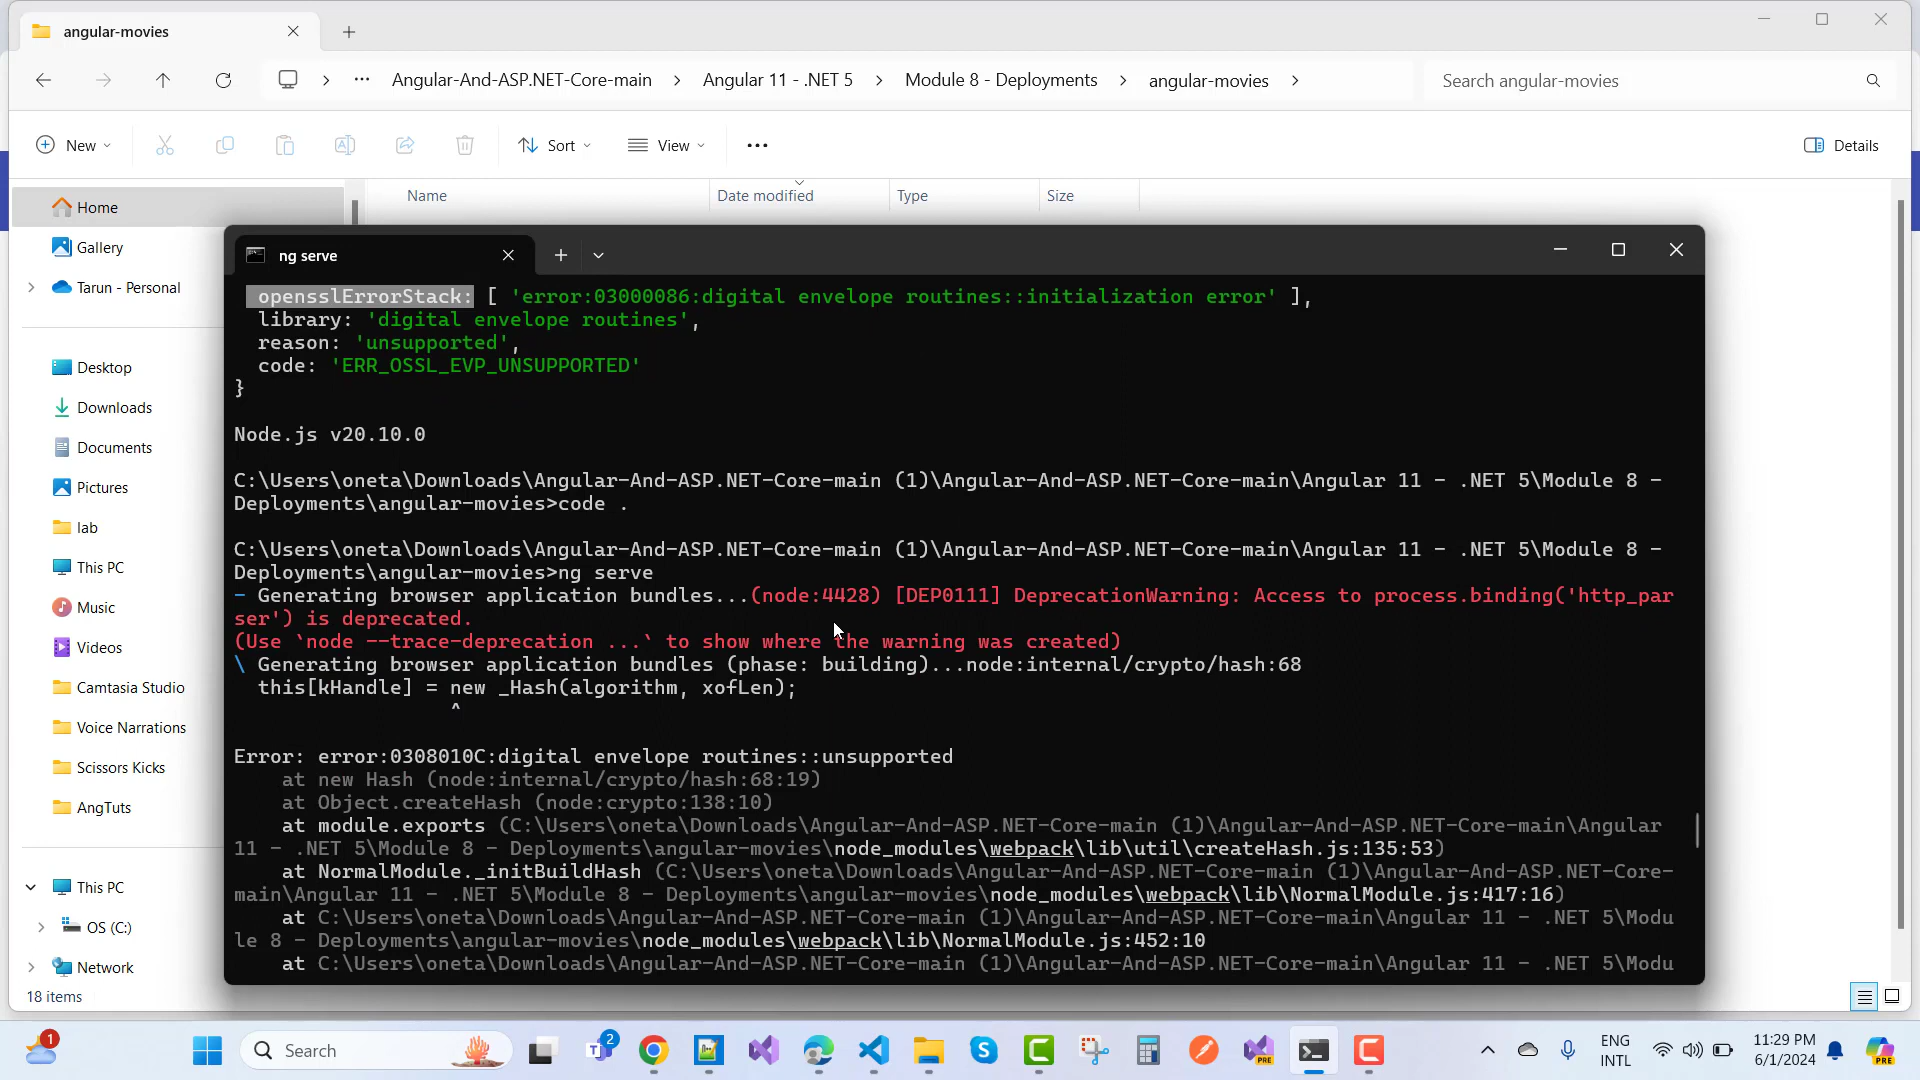 angular-movies
Angular-And-ASP.NET-Core-main
Angular 11 - .NET 5
Module 8 - Deployments
angular-movies
Search angular-movies
New
Sort
View
Details
Name
Date modified
Type
Size
Home
Gallery
Tarun - Personal
Desktop
Downloads
Documents
Pictures
lab
This PC
Music
Videos
Camtasia Studio
Voice Narrations
Scissors Kicks
AngTuts
This PC
OS (C:)
Network
18 items
ng serve
opensslErrorStack: [ 'error:03000086:digital envelope routines::initialization error' ],
library: 'digital envelope routines',
reason: 'unsupported',
code: 'ERR_OSSL_EVP_UNSUPPORTED'
}
Node.js v20.10.0
C:\Users\oneta\Downloads\Angular-And-ASP.NET-Core-main (1)\Angular-And-ASP.NET-Core-main\Angular 11 - .NET 5\Module 8 -
Deployments\angular-movies>code .
C:\Users\oneta\Downloads\Angular-And-ASP.NET-Core-main (1)\Angular-And-ASP.NET-Core-main\Angular 11 - .NET 5\Module 8 -
Deployments\angular-movies>ng serve
- Generating browser application bundles...(node:4428) [DEP0111] DeprecationWarning: Access to process.binding('http_par
ser') is deprecated.
(Use `node --trace-deprecation ...` to show where the warning was created)
\ Generating browser application bundles (phase: building)...node:internal/crypto/hash:68
this[kHandle] = new _Hash(algorithm, xofLen);
^
Error: error:0308010C:digital envelope routines::unsupported
at new Hash (node:internal/crypto/hash:68:19)
at Object.createHash (node:crypto:138:10)
at module.exports (C:\Users\oneta\Downloads\Angular-And-ASP.NET-Core-main (1)\Angular-And-ASP.NET-Core-main\Angular
11 - .NET 5\Module 8 - Deployments\angular-movies\node_modules\webpack\lib\util\createHash.js:135:53)
at NormalModule._initBuildHash (C:\Users\oneta\Downloads\Angular-And-ASP.NET-Core-main (1)\Angular-And-ASP.NET-Core-
main\Angular 11 - .NET 5\Module 8 - Deployments\angular-movies\node_modules\webpack\lib\NormalModule.js:417:16)
at C:\Users\oneta\Downloads\Angular-And-ASP.NET-Core-main (1)\Angular-And-ASP.NET-Core-main\Angular 11 - .NET 5\Modu
le 8 - Deployments\angular-movies\node_modules\webpack\lib\NormalModule.js:452:10
at C:\Users\oneta\Downloads\Angular-And-ASP.NET-Core-main (1)\Angular-And-ASP.NET-Core-main\Angular 11 - .NET 5\Modu
1
Search
2
PRE
ENG
INTL
11:29 PM
6/1/2024
PRE